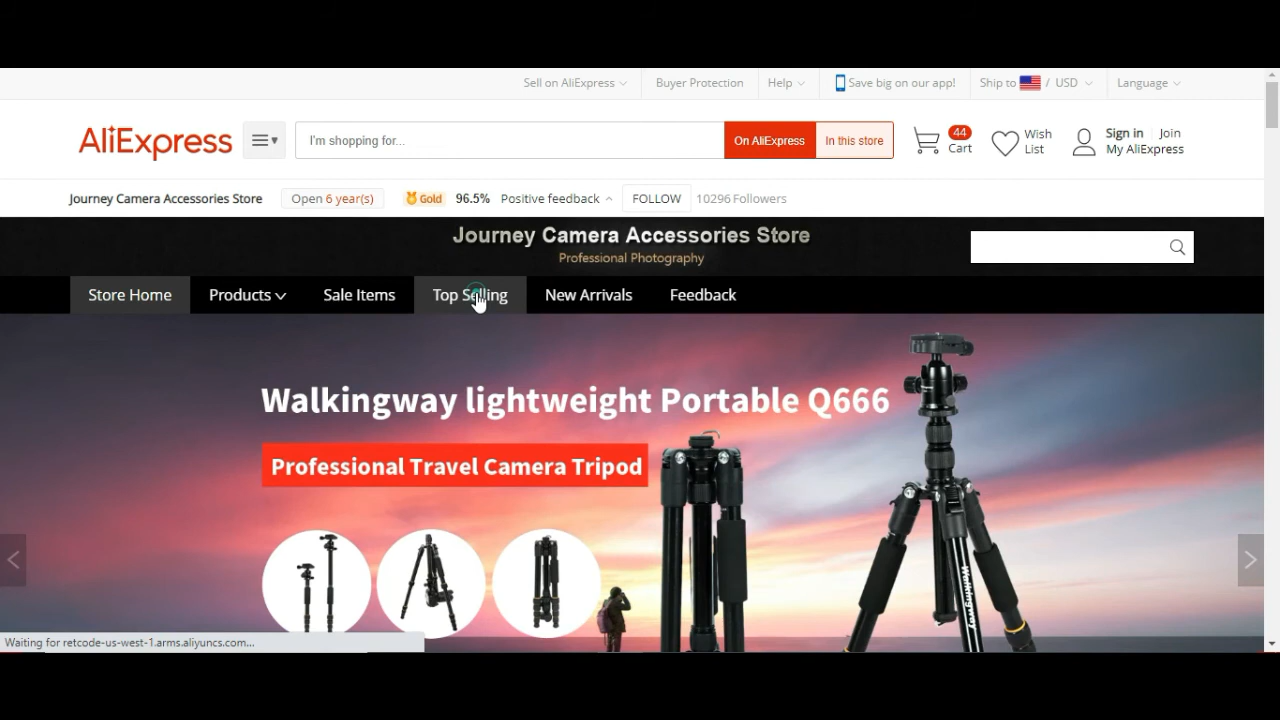 Sell on AliExpress Buyer Protection Help Save big on our app! Ship to / USD Language
AliExpress I'm shopping for... On AliExpress In this store 44 Cart Wish List Sign in Join My AliExpress
Journey Camera Accessories Store Open 6 year(s) Gold 96.5% Positive feedback FOLLOW 10296 Followers
Journey Camera Accessories Store
Professional Photography
Store Home Products Sale Items Top Selling New Arrivals Feedback
Walkingway lightweight Portable Q666
Professional Travel Camera Tripod
Walkingway
Waiting for retcode-us-west-1.arms.aliyuncs.com...